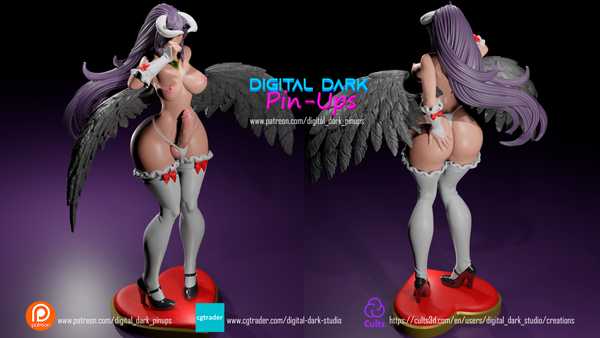 DIGITAL DARK
Pin-Ups
www.patreon.com/digital_dark_pinups
patreon
www.patreon.com/digital_dark_pinups
cgtrader
www.cgtrader.com/digital-dark-studio
Cults
https://cults3d.com/en/users/digital_dark_studio/creations